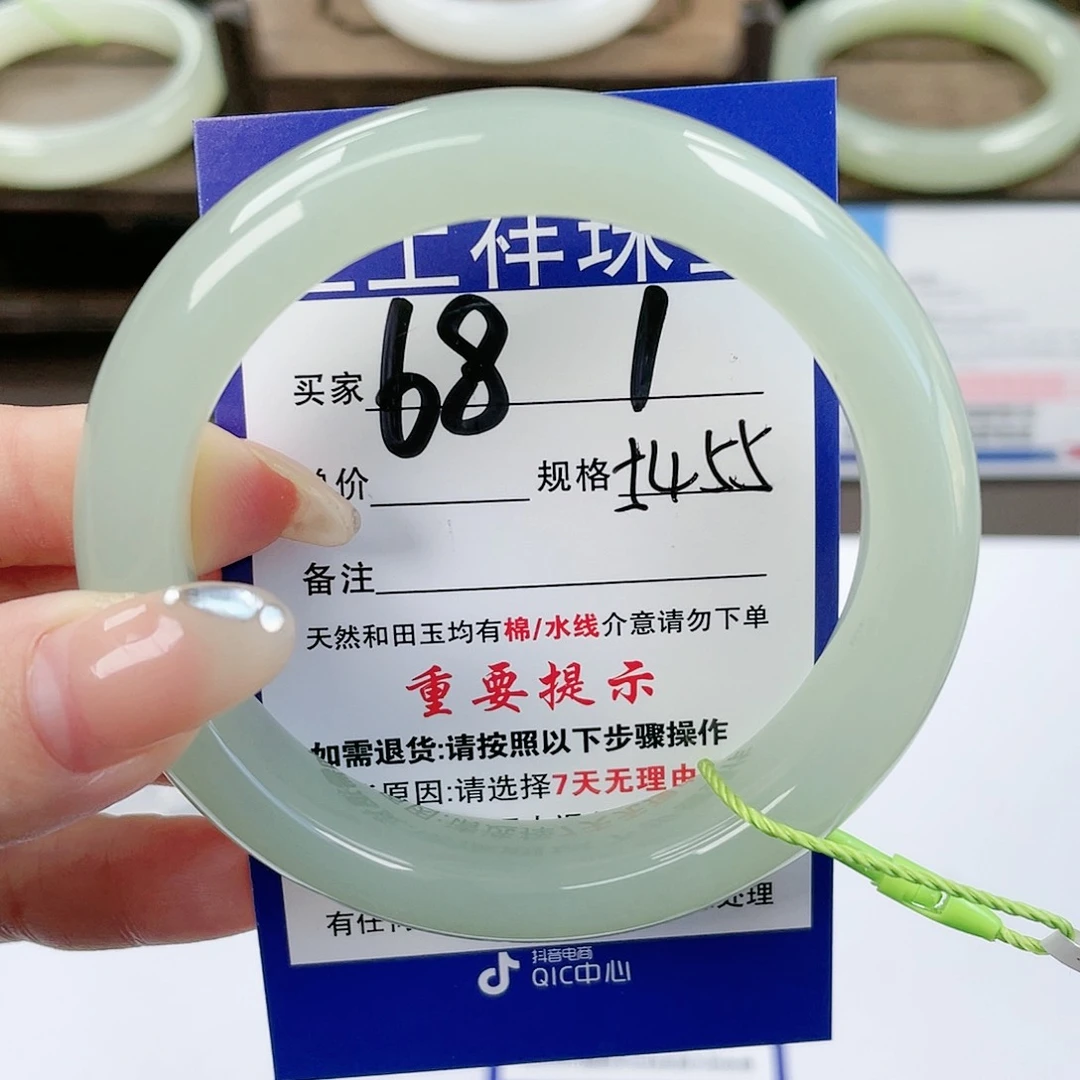 上祥珠
买家 68 1
价 规格 5455
备注
天然和田玉均有棉/水线介意请勿下单
重要提示
如需退货:请按照以下步骤操作
原因:请选择7天无理由
有任 处理
抖音电商
QIC中心